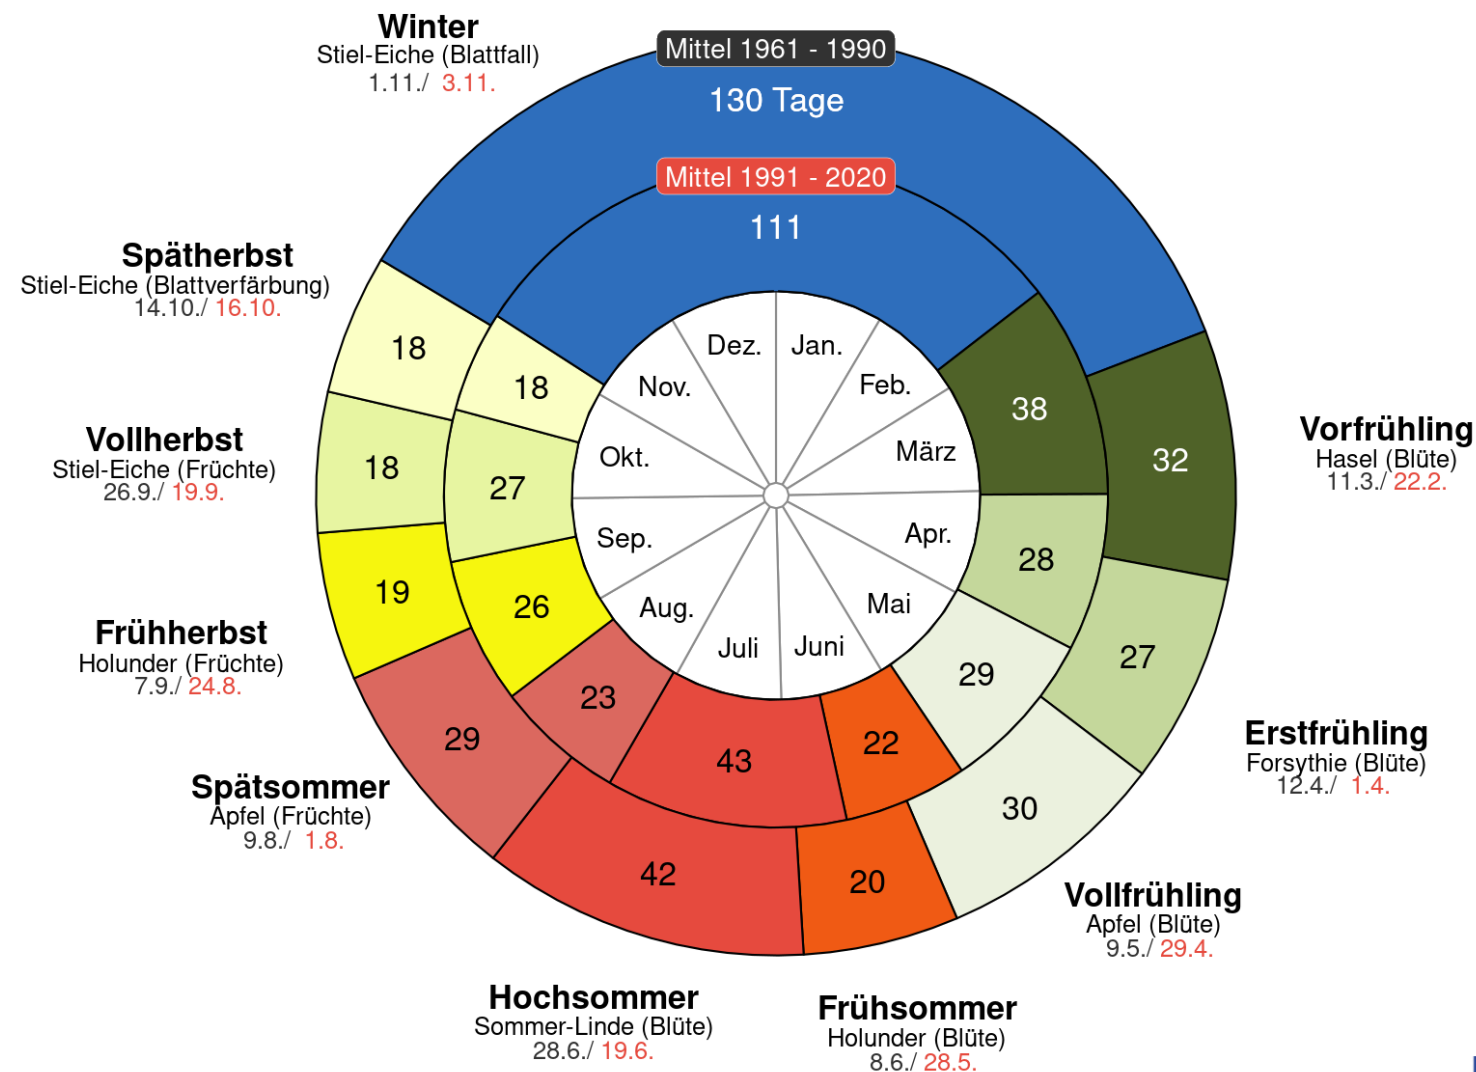 Winter
Stiel-Eiche (Blattfall)
1.11./ 3.11.
Mittel 1961 - 1990
130 Tage
Mittel 1991 - 2020
111
Spätherbst
Stiel-Eiche (Blattverfärbung)
14.10./ 16.10.
18
18
Dez.
Jan.
Nov.
Feb.
38
32
Vorfrühling
Hasel (Blüte)
11.3./ 22.2.
Vollherbst
Stiel-Eiche (Früchte)
26.9./ 19.9.
18
27
Okt.
März
Sep.
Apr.
28
27
19
26
Aug.
Mai
Juli
Juni
Frühherbst
Holunder (Früchte)
7.9./ 24.8.
29
23
43
22
29
30
Erstfrühling
Forsythie (Blüte)
12.4./ 1.4.
Spätsommer
Apfel (Früchte)
9.8./ 1.8.
42
20
Vollfrühling
Apfel (Blüte)
9.5./ 29.4.
Hochsommer
Sommer-Linde (Blüte)
28.6./ 19.6.
Frühsommer
Holunder (Blüte)
8.6./ 28.5.